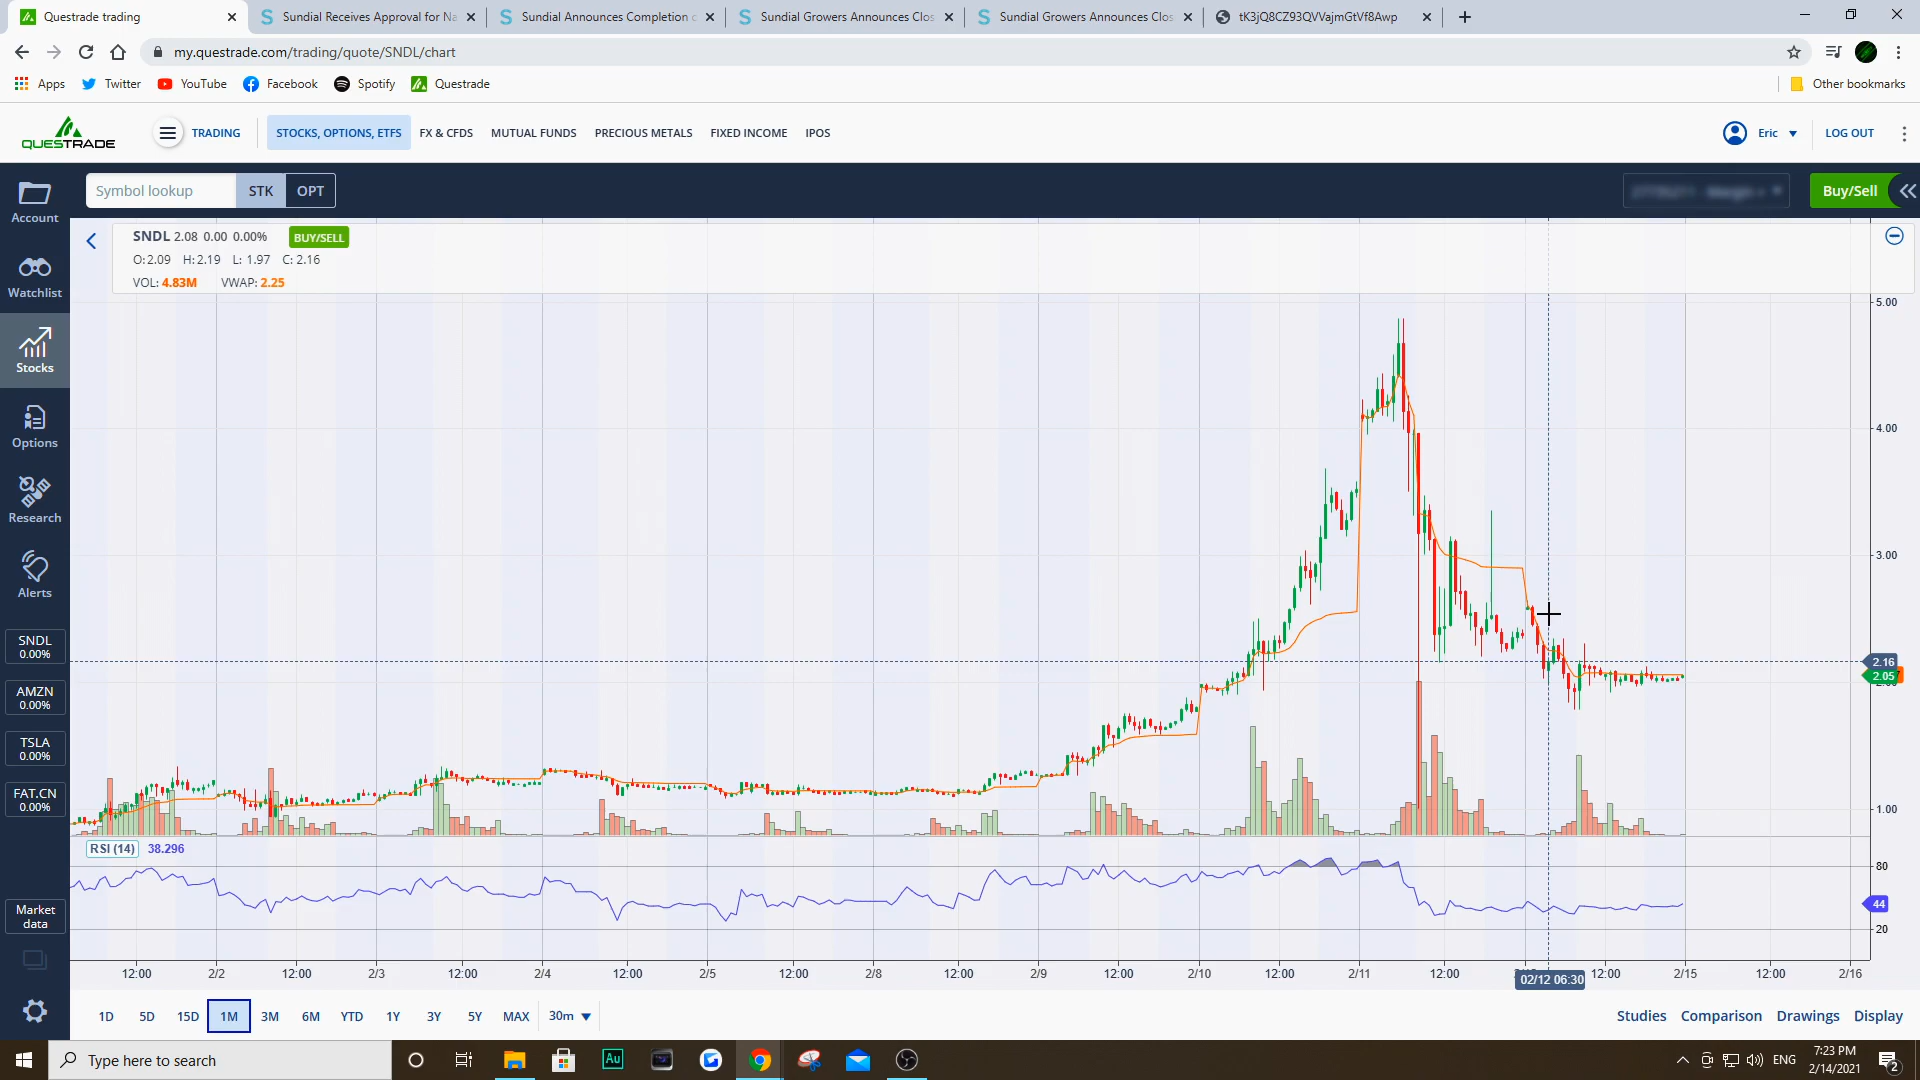 Questrade trading
Sundial Receives Approval for Na
Sundial Announces Completion o
Sundial Growers Announces Clos
Sundial Growers Announces Clos
tK3jQ8CZ93QVVajmGtVf8Awp
my.questrade.com/trading/quote/SNDL/chart
Apps Twitter YouTube Facebook Spotify Questrade Other bookmarks
QUESTRADE TRADING STOCKS, OPTIONS, ETFS FX & CFDS MUTUAL FUNDS PRECIOUS METALS FIXED INCOME IPOS Eric LOG OUT
Symbol lookup STK OPT Buy/Sell
Account
Watchlist
Stocks
Options
Research
Alerts
SNDL
0.00%
AMZN
0.00%
TSLA
0.00%
FAT.CN
0.00%
Market
data
SNDL 2.08 0.00 0.00% BUY/SELL
O:2.09 H:2.19 L: 1.97 C: 2.16
VOL: 4.83M VWAP: 2.25
5.00
4.00
3.00
2.16
2.05
1.00
RSI (14) 38.296
80
44
20
12:00 2/2 12:00 2/3 12:00 2/4 12:00 2/5 12:00 2/8 12:00 2/9 12:00 2/10 12:00 2/11 12:00 12:00 2/15 12:00 2/16
02/12 06:30
1D 5D 15D 1M 3M 6M YTD 1Y 3Y 5Y MAX 30m Studies Comparison Drawings Display
Type here to search
Au
ENG
7:23 PM
2/14/2021
2